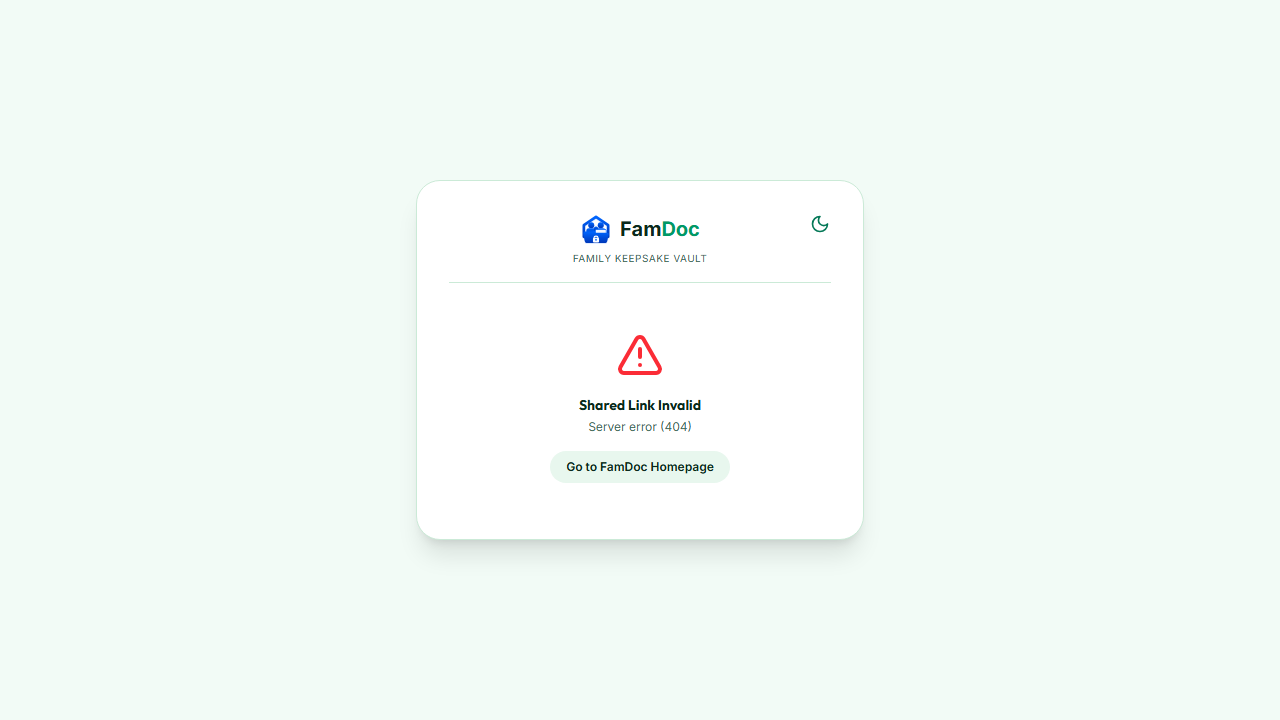 FamDoc
FAMILY KEEPSAKE VAULT
Shared Link Invalid
Server error (404)
Go to FamDoc Homepage